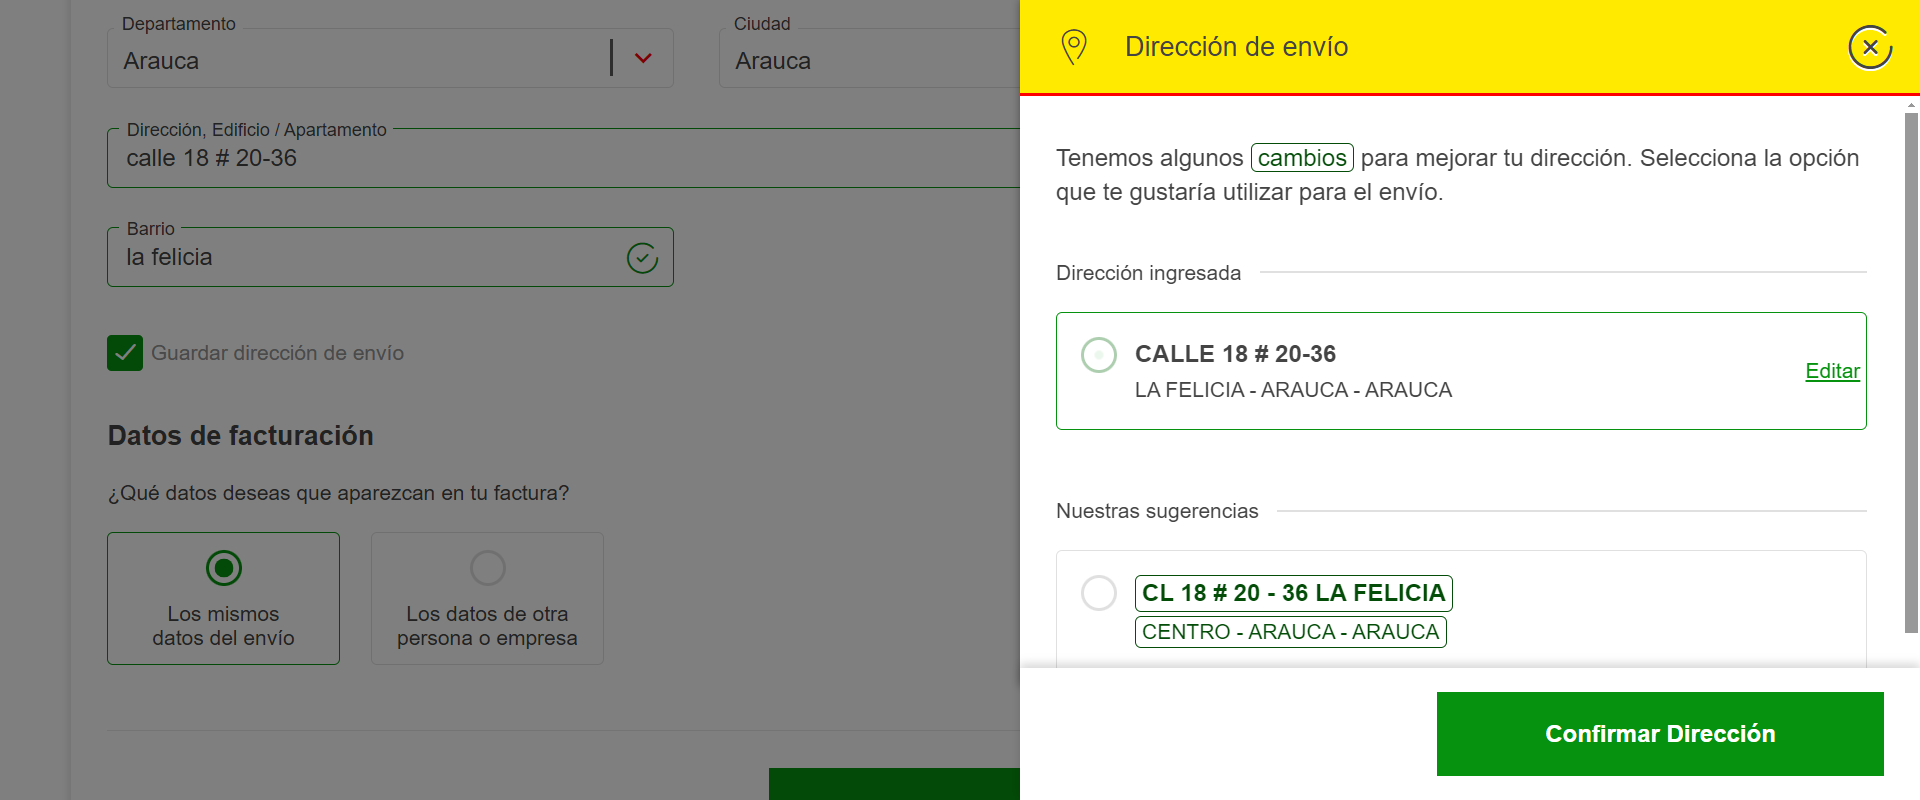 Departamento
Arauca
Ciudad
Arauca
Dirección, Edificio / Apartamento
calle 18 # 20-36
Barrio
la felicia
Guardar dirección de envío
Datos de facturación
¿Qué datos deseas que aparezcan en tu factura?
Los mismos
datos del envío
Los datos de otra
persona o empresa
Dirección de envío
Tenemos algunos cambios para mejorar tu dirección. Selecciona la opción
que te gustaría utilizar para el envío.
Dirección ingresada
CALLE 18 # 20-36
LA FELICIA - ARAUCA - ARAUCA
Editar
Nuestras sugerencias
CL 18 # 20 - 36 LA FELICIA
CENTRO - ARAUCA - ARAUCA
Confirmar Dirección